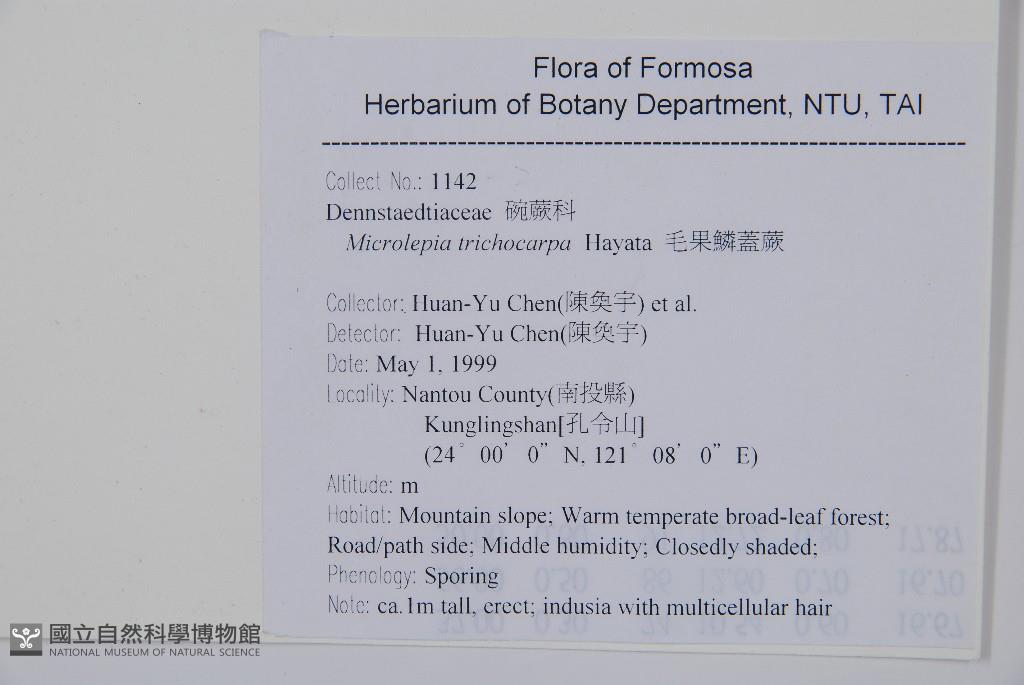 Flora of Formosa
Herbarium of Botany Department, NTU, TAI
Collect No.: 1142
Dennstaedtiaceae 碗蕨科
Microlepia trichocarpa Hayata 毛果鱗蓋蕨
Collector: Huan-Yu Chen(陳奐宇) et al.
Detector: Huan-Yu Chen(陳奐宇)
Date: May 1, 1999
Locality: Nantou County(南投縣)
Kunglingshan[孔令山]
(24° 00' 0" N, 121° 08' 0" E)
Altitude: m
Habitat: Mountain slope; Warm temperate broad-leaf forest;
Road/path side; Middle humidity; Closedly shaded;
Phenology: Sporing
Note: ca.1m tall, erect; indusia with multicellular hair
國立自然科學博物館
NATIONAL MUSEUM OF NATURAL SCIENCE